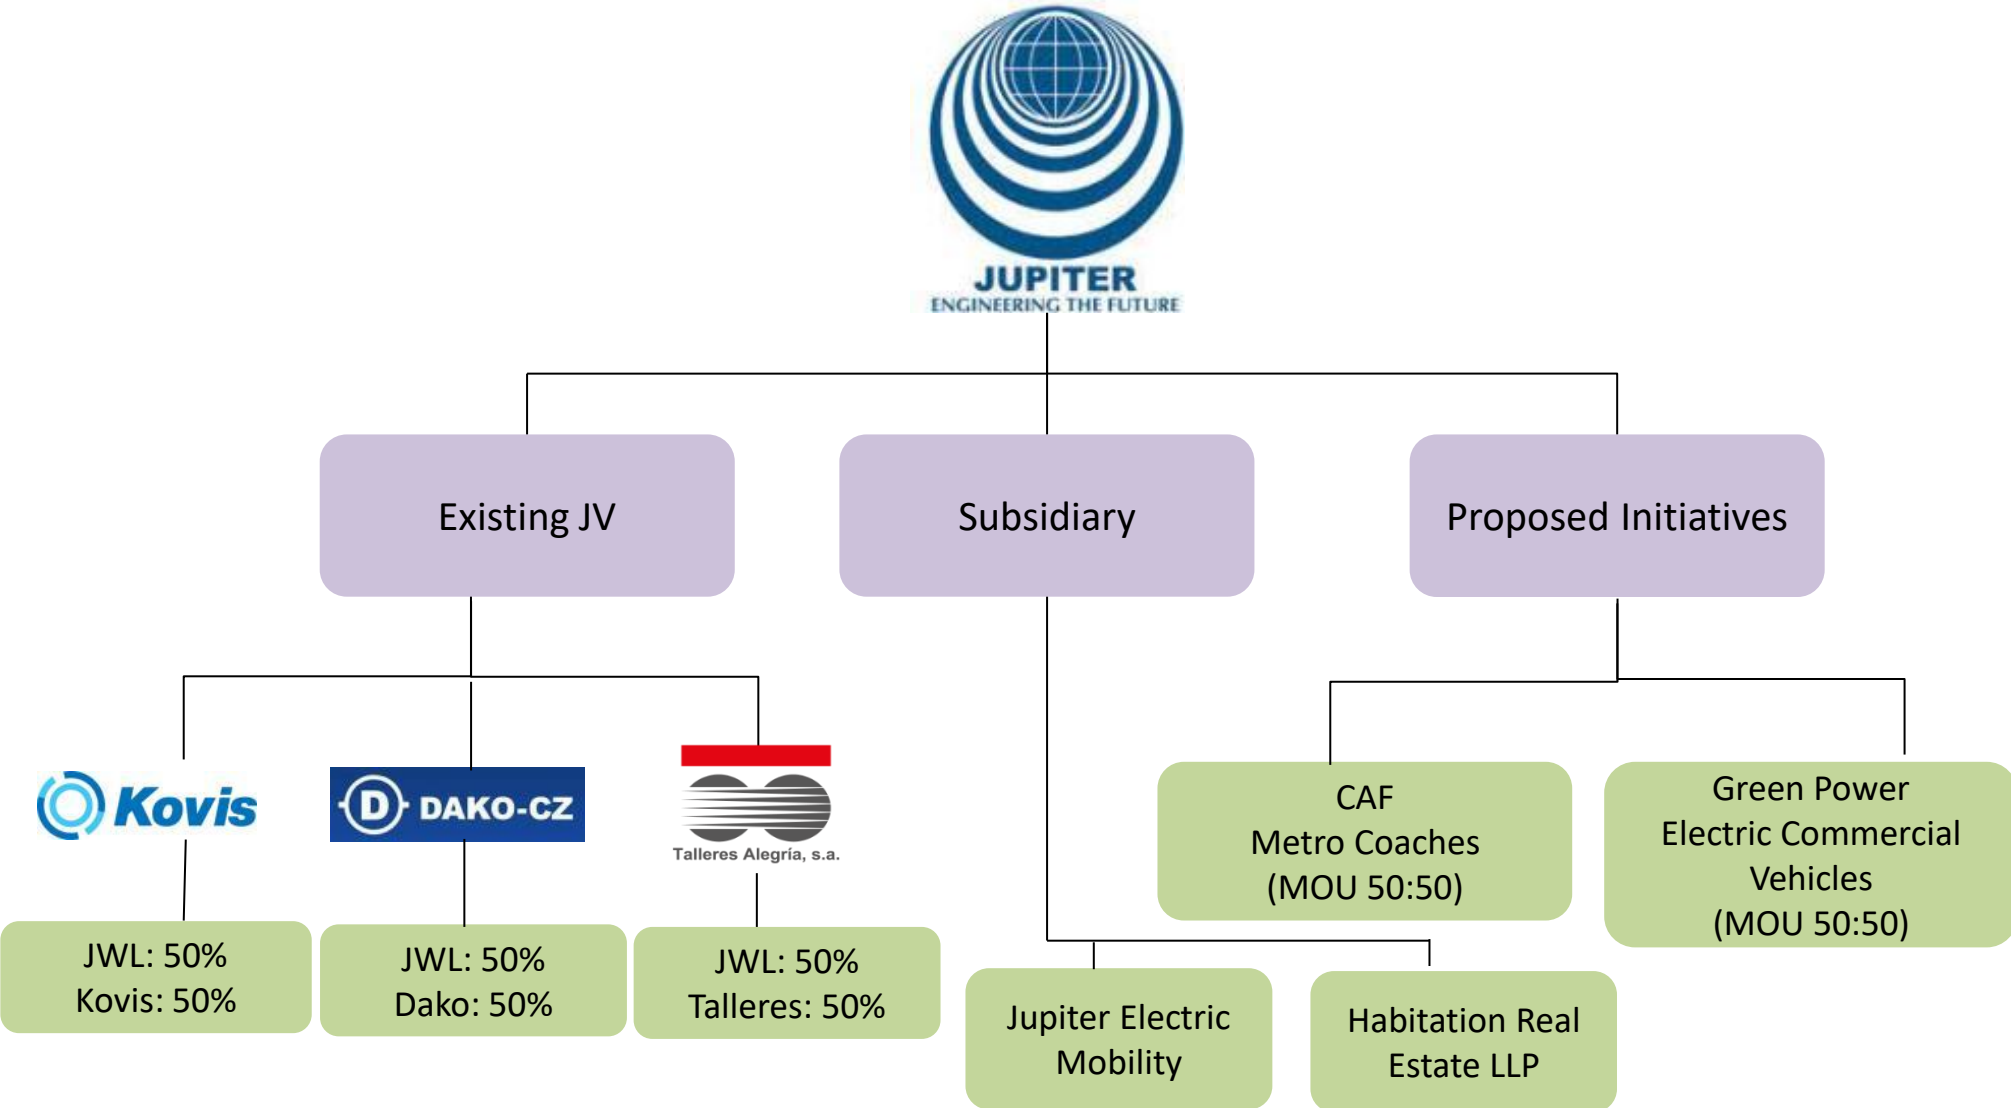 JUPITER
ENGINEERING THE FUTURE
Existing JV
Subsidiary
Proposed Initiatives
Kovis
D DAKO-CZ
Talleres Alegría, s.a.
CAF
Metro Coaches
(MOU 50:50)
Green Power
Electric Commercial
Vehicles
(MOU 50:50)
JWL: 50%
Kovis: 50%
JWL: 50%
Dako: 50%
JWL: 50%
Talleres: 50%
Jupiter Electric
Mobility
Habitation Real
Estate LLP